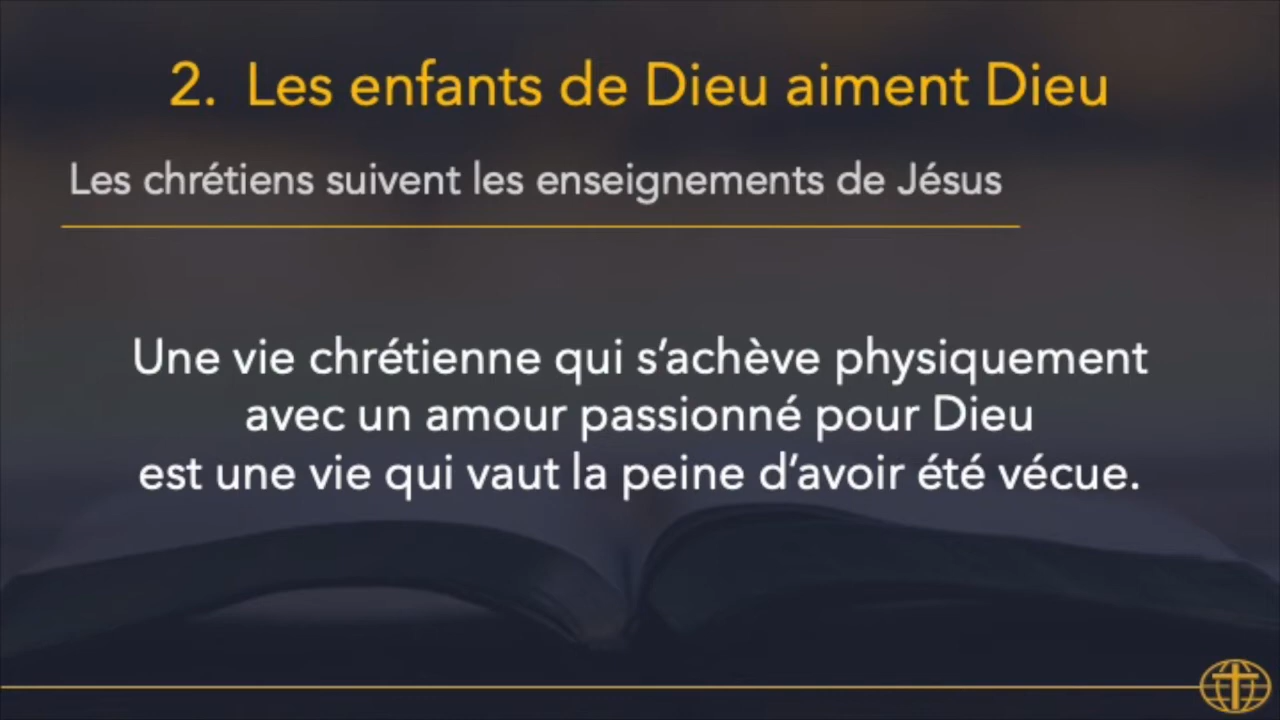 2. Les enfants de Dieu aiment Dieu
Les chrétiens suivent les enseignements de Jésus
Une vie chrétienne qui s’achève physiquement
avec un amour passionné pour Dieu
est une vie qui vaut la peine d’avoir été vécue.